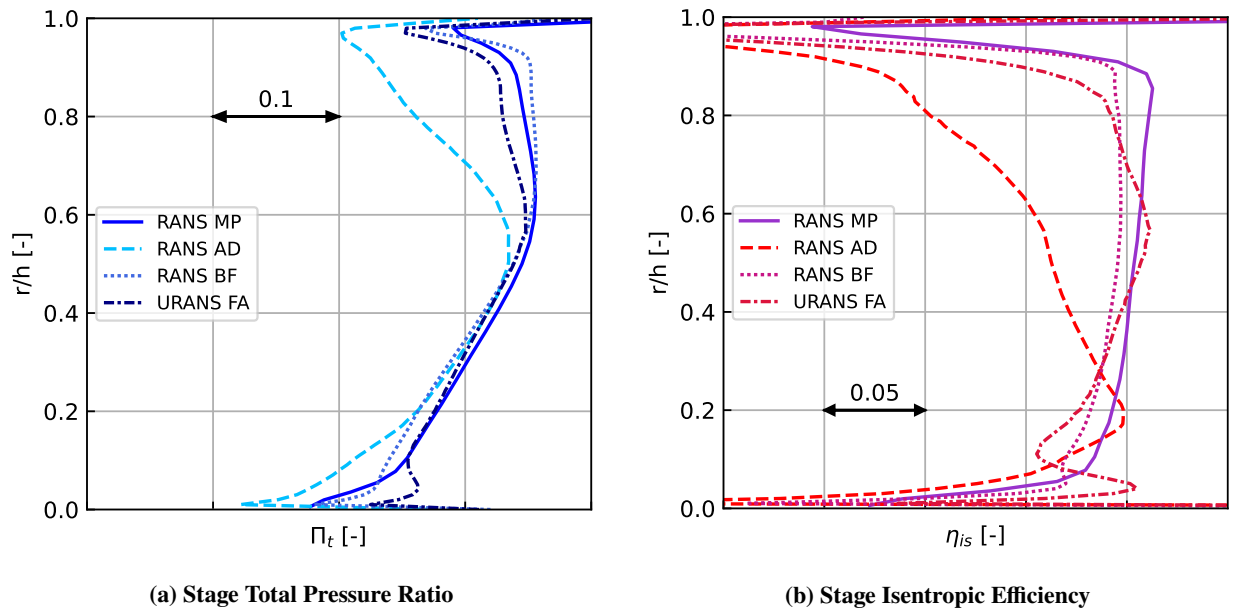 1.0
0.8
0.6
0.4
0.2
0.0
r/h [-]
0.1
RANS MP
RANS AD
RANS BF
URANS FA
Πt [-]
(a) Stage Total Pressure Ratio
1.0
0.8
0.6
0.4
0.2
0.0
r/h [-]
RANS MP
RANS AD
RANS BF
URANS FA
0.05
ηis [-]
(b) Stage Isentropic Efficiency